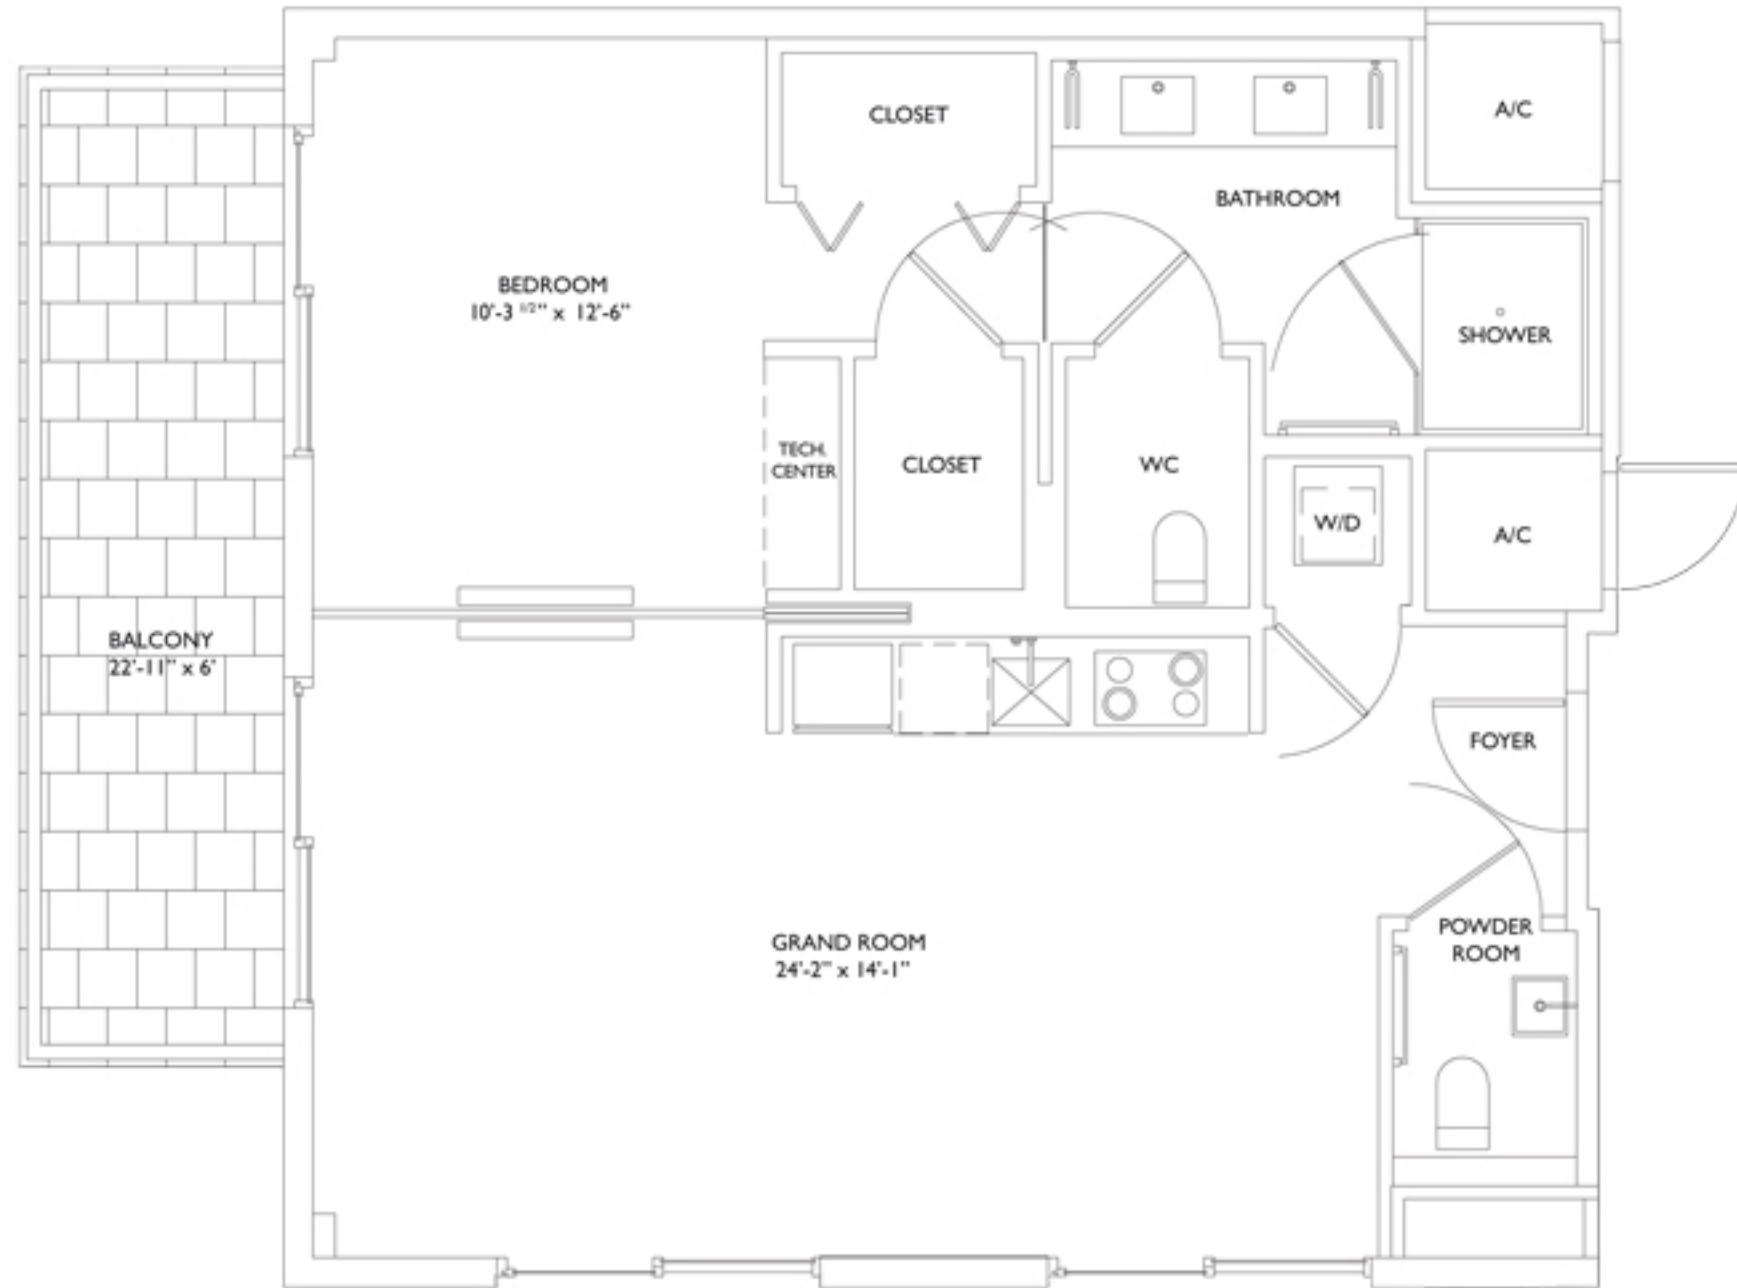 CLOSET
A/C
BATHROOM
BEDROOM
10'-3 1/2" x 12'-6"
SHOWER
TECH.
CENTER
CLOSET
WC
W/D
A/C
BALCONY
22'-11" x 6'
FOYER
POWDER
ROOM
GRAND ROOM
24'-2" x 14'-1"